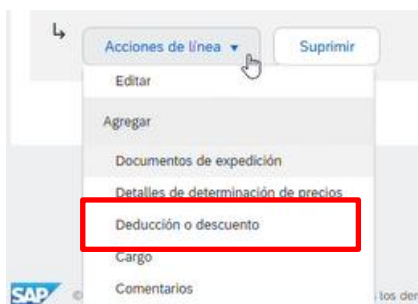 Acciones de línea Suprimir
Editar
Agregar
Documentos de expedición
Detalles de determinación de precios
Deducción o descuento
Cargo
Comentarios
SAP © los der